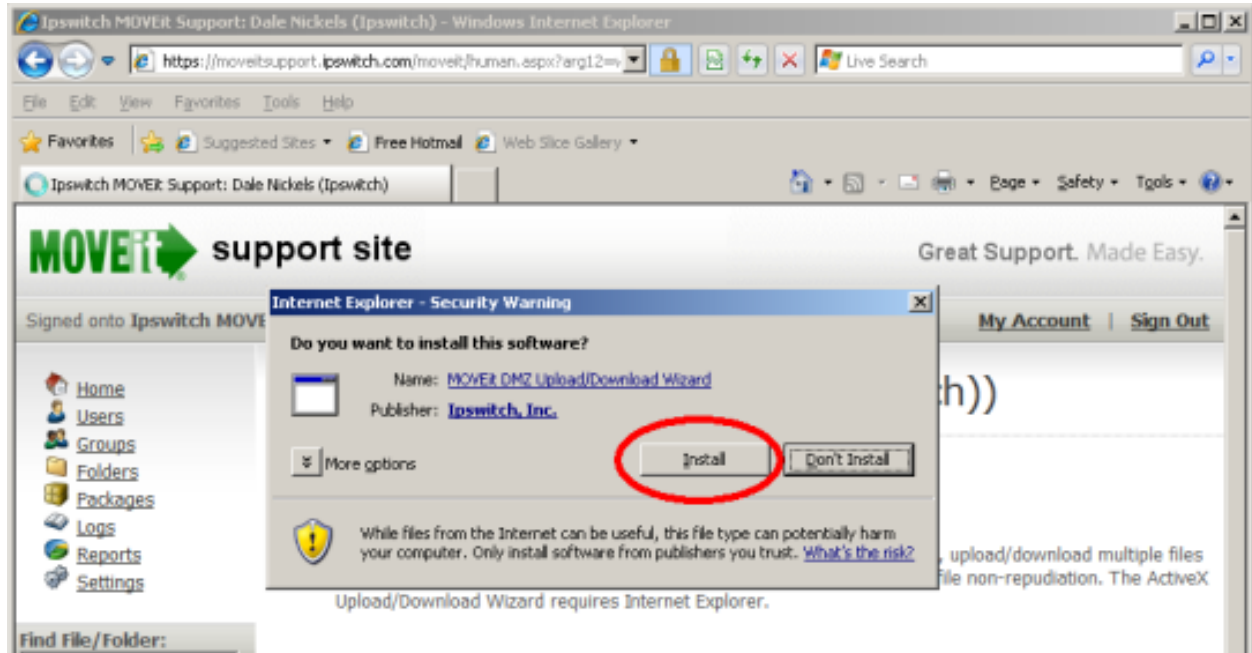 Ipswitch MOVEit Support: Dale Nickels (Ipswitch) - Windows Internet Explorer
https://moveitsupport.ipswitch.com/moveit/human.aspx?arg12=
Live Search
File Edit View Favorites Tools Help
Favorites Suggested Sites Free Hotmail Web Slice Gallery
Ipswitch MOVEit Support: Dale Nickels (Ipswitch)
Page Safety Tools
MOVEit support site
Great Support. Made Easy.
Signed onto Ipswitch MOVE
My Account | Sign Out
Internet Explorer - Security Warning
Do you want to install this software?
Name: MOVEit DMZ Upload/Download Wizard
Publisher: Ipswitch, Inc.
More options
Install
Don't Install
While files from the Internet can be useful, this file type can potentially harm
your computer. Only install software from publishers you trust. What's the risk?
Home
Users
Groups
Folders
Packages
Logs
Reports
Settings
Find File/Folder:
:h))
, upload/download multiple files
file non-repudiation. The ActiveX
Upload/Download Wizard requires Internet Explorer.